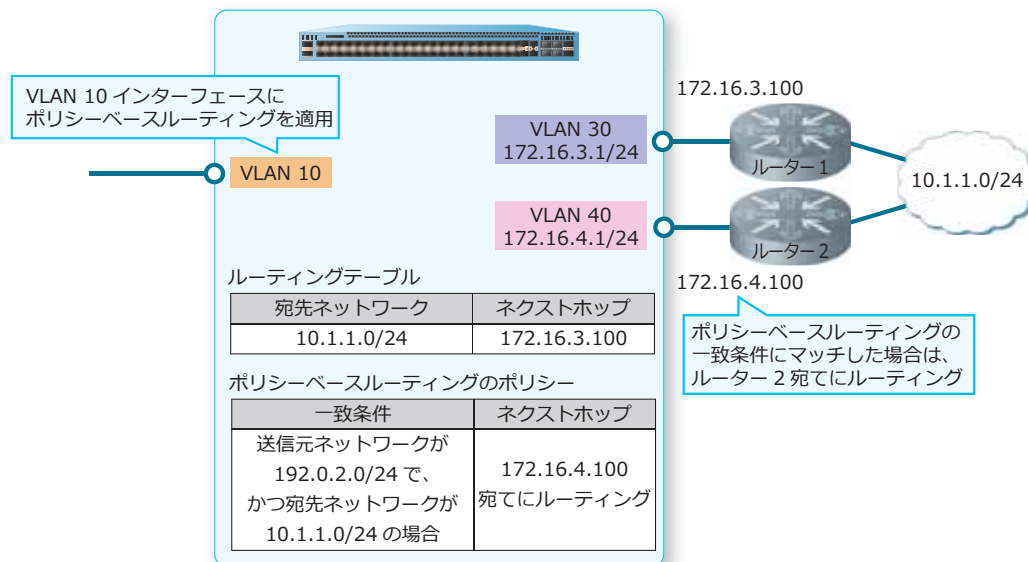 VLAN 10 インターフェースに
ポリシーベースルーティングを適用
VLAN 10
VLAN 30
172.16.3.1/24
VLAN 40
172.16.4.1/24
172.16.3.100
ルーター 1
ルーター 2
172.16.4.100
10.1.1.0/24
ポリシーベースルーティングの
一致条件にマッチした場合は、
ルーター 2 宛てにルーティング
ルーティングテーブル
宛先ネットワーク ネクストホップ
10.1.1.0/24 172.16.3.100
ポリシーベースルーティングのポリシー
一致条件 ネクストホップ
送信元ネットワークが
192.0.2.0/24 で、
かつ宛先ネットワークが
10.1.1.0/24 の場合
172.16.4.100
宛てにルーティング